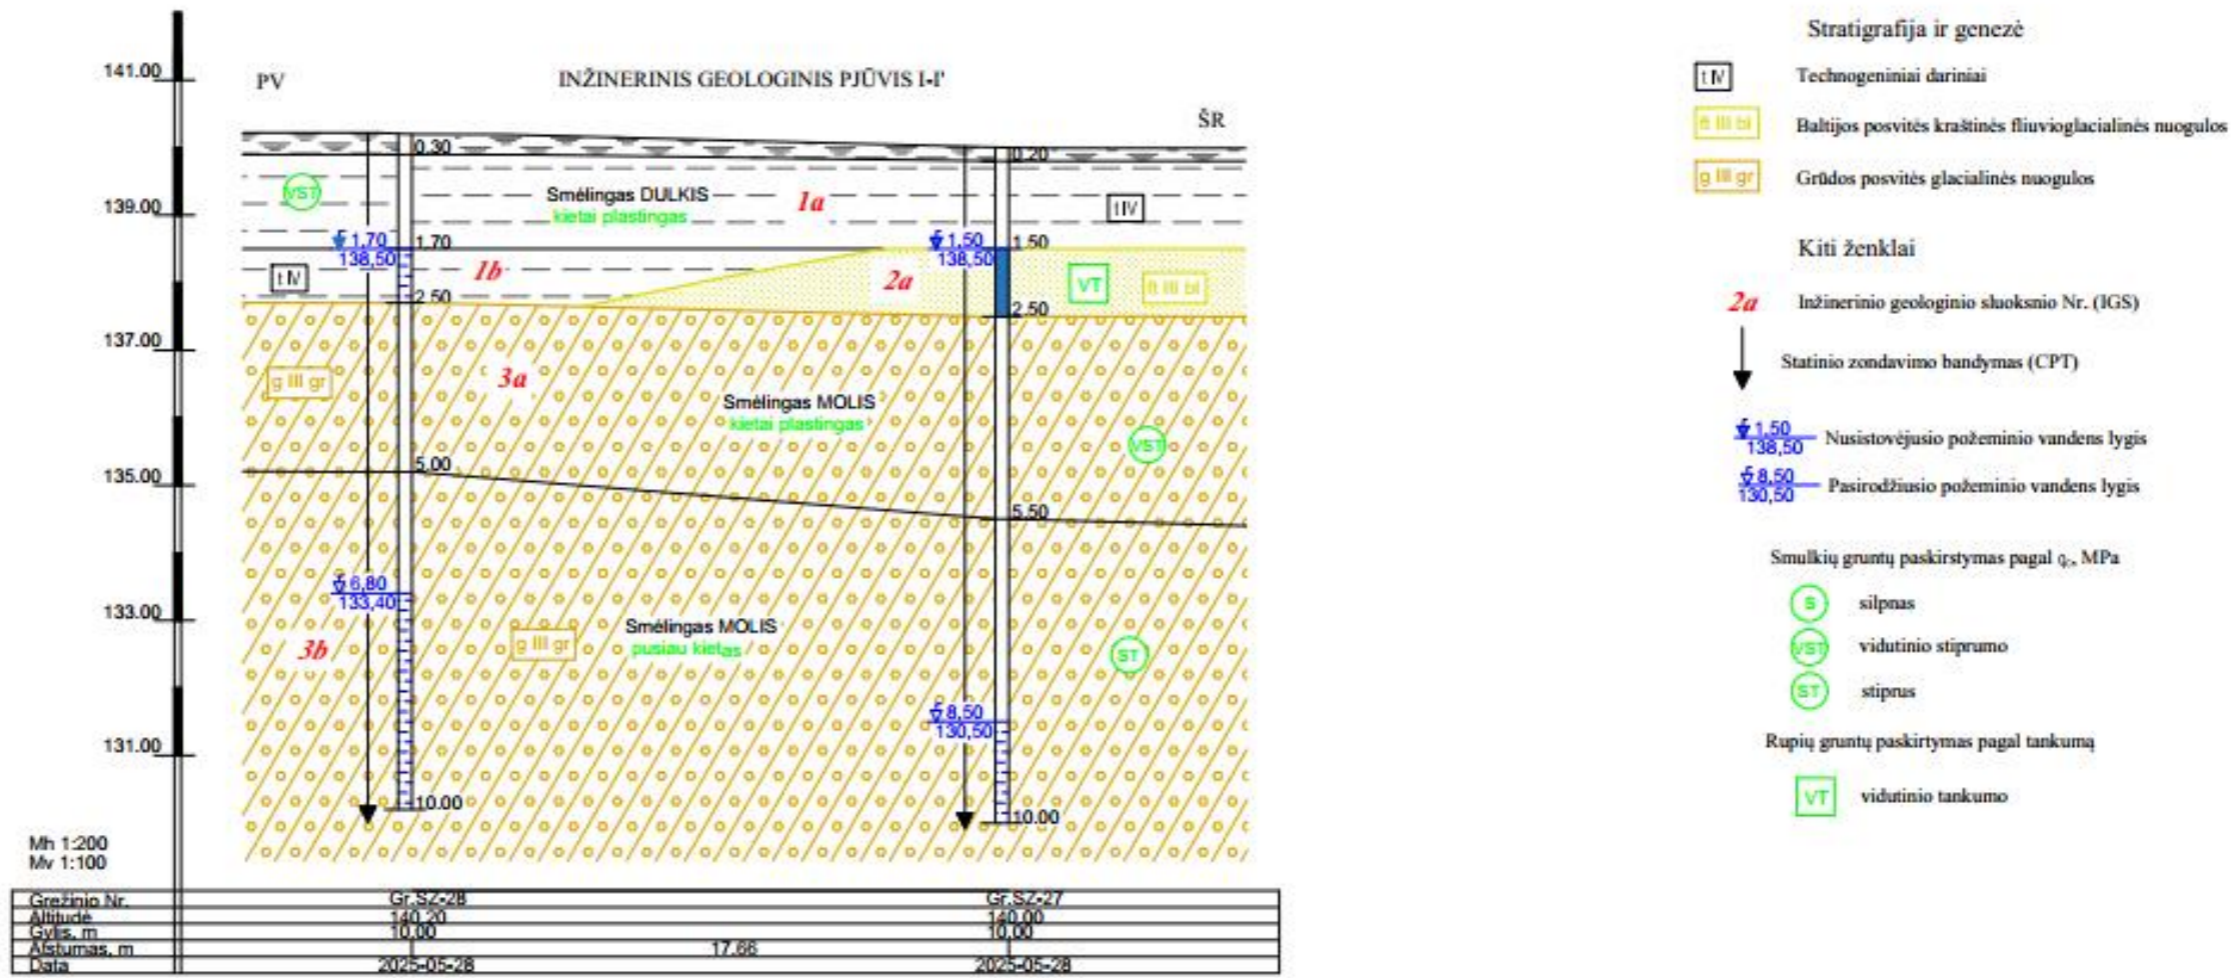 INŽINERINIS GEOLOGINIS PJŪVIS I-I'
PV
ŠR
141.00
139.00
137.00
135.00
133.00
131.00
0.30
0.20
VST
Smėlingas DULKIS
kietai plastingas
1a
t IV
1,70
138,50
1.70
1,50
138,50
1.50
t IV
1b
2a
VT
ft III bl
2.50
2.50
g III gr
3a
Smėlingas MOLIS
kietai plastingas
VST
5.00
5.50
6,80
133,40
3b
g III gr
Smėlingas MOLIS
pusiau kietas
ST
8,50
130,50
10.00
10.00
Mh 1:200
Mv 1:100
Gręžinio Nr. Gr.SZ-28 Gr.SZ-27
Altitudė 140,20 140,00
Gylis, m 10,00 10,00
Atstumas, m 17.66
Data 2025-05-28 2025-05-28
Stratigrafija ir genezė
t IV Technogeniniai dariniai
ft III bl Baltijos posvitės kraštinės fliuvioglacialinės nuogulos
g III gr Grūdos posvitės glacialinės nuogulos
Kiti ženklai
2a Inžinerinio geologinio sluoksnio Nr. (IGS)
Statinio zondavimo bandymas (CPT)
1,50
138,50 Nusistovėjusio požeminio vandens lygis
8,50
130,50 Pasirodžiusio požeminio vandens lygis
Smulkių gruntų paskirstymas pagal qc, MPa
S silpnas
VST vidutinio stiprumo
ST stiprus
Rupių gruntų paskirtymas pagal tankumą
VT vidutinio tankumo